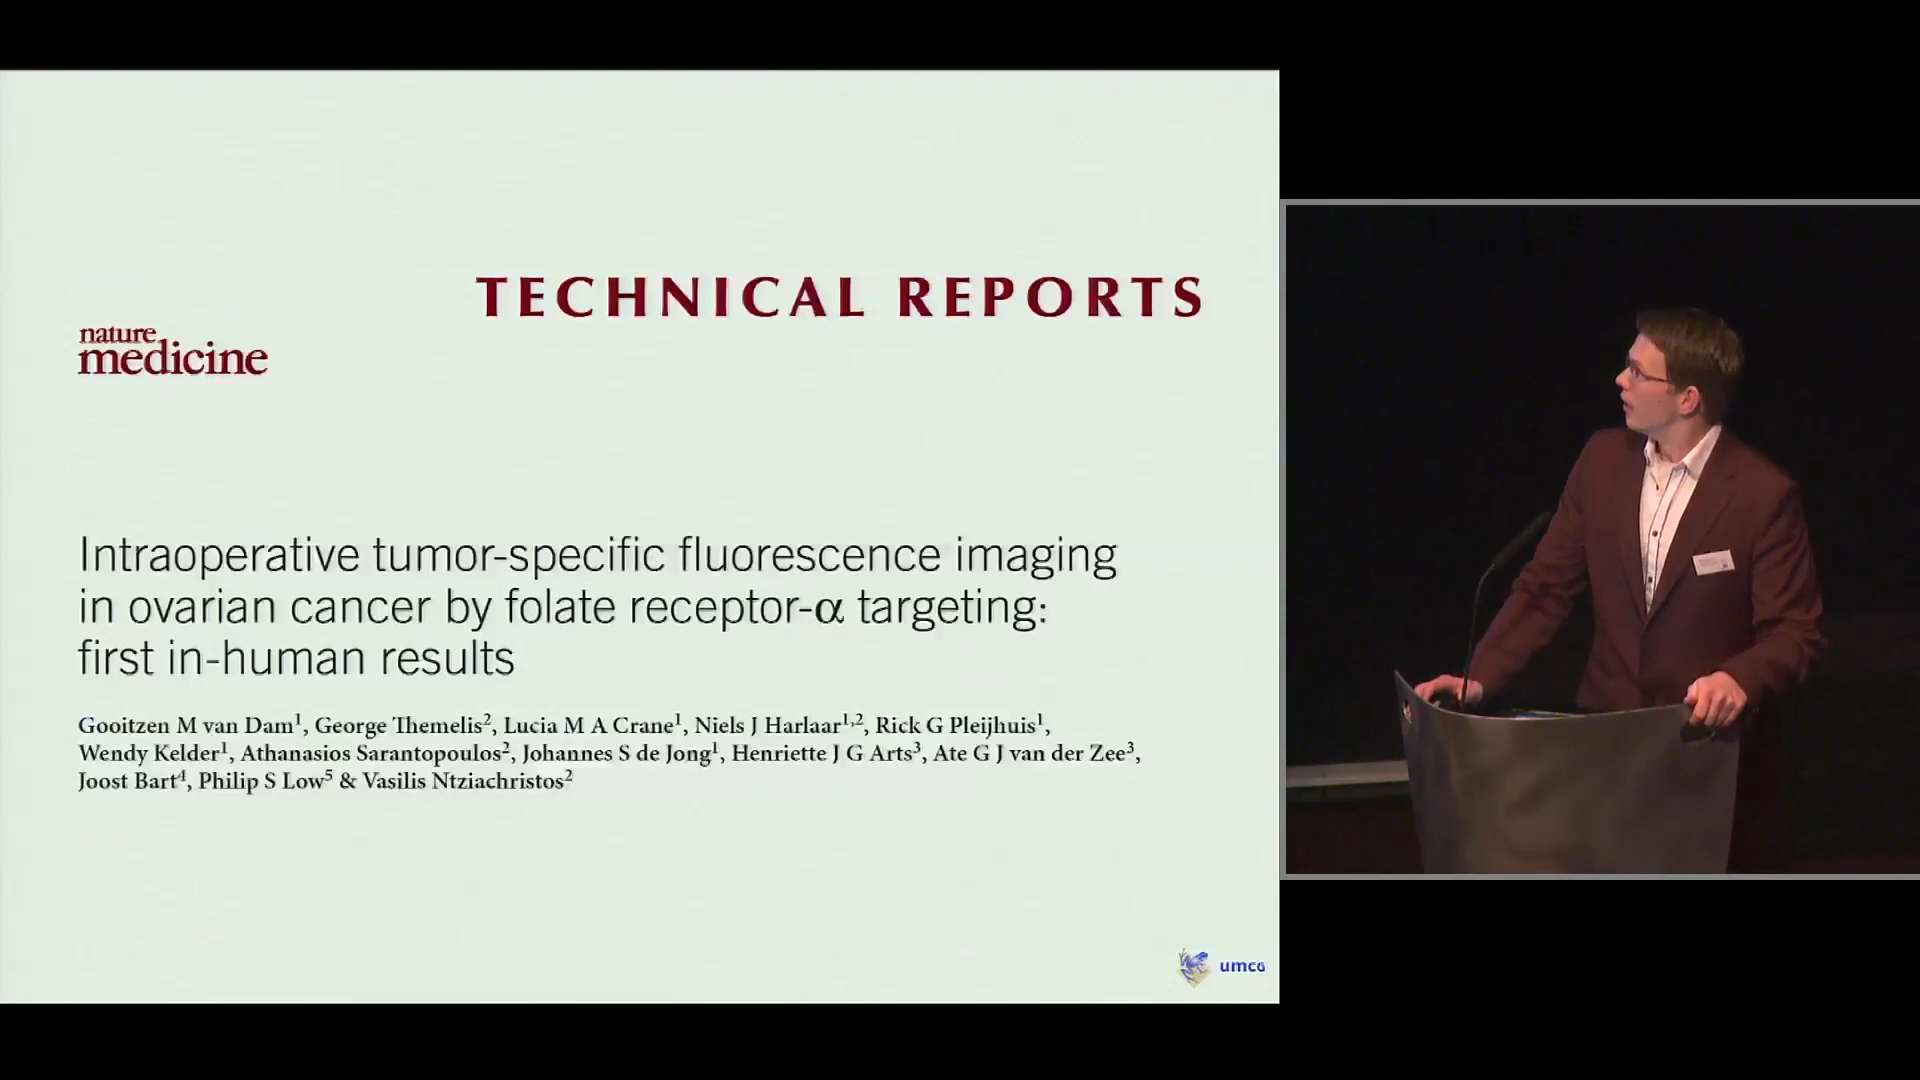 TECHNICAL REPORTS
nature
medicine
Intraoperative tumor-specific fluorescence imaging
in ovarian cancer by folate receptor-α targeting:
first in-human results
Gooitzen M van Dam1, George Themelis2, Lucia M A Crane1, Niels J Harlaar1,2, Rick G Pleijhuis1,
Wendy Kelder1, Athanasios Sarantopoulos2, Johannes S de Jong1, Henriette J G Arts3, Ate G J van der Zee3,
Joost Bart4, Philip S Low5 & Vasilis Ntziachristos2
umcg